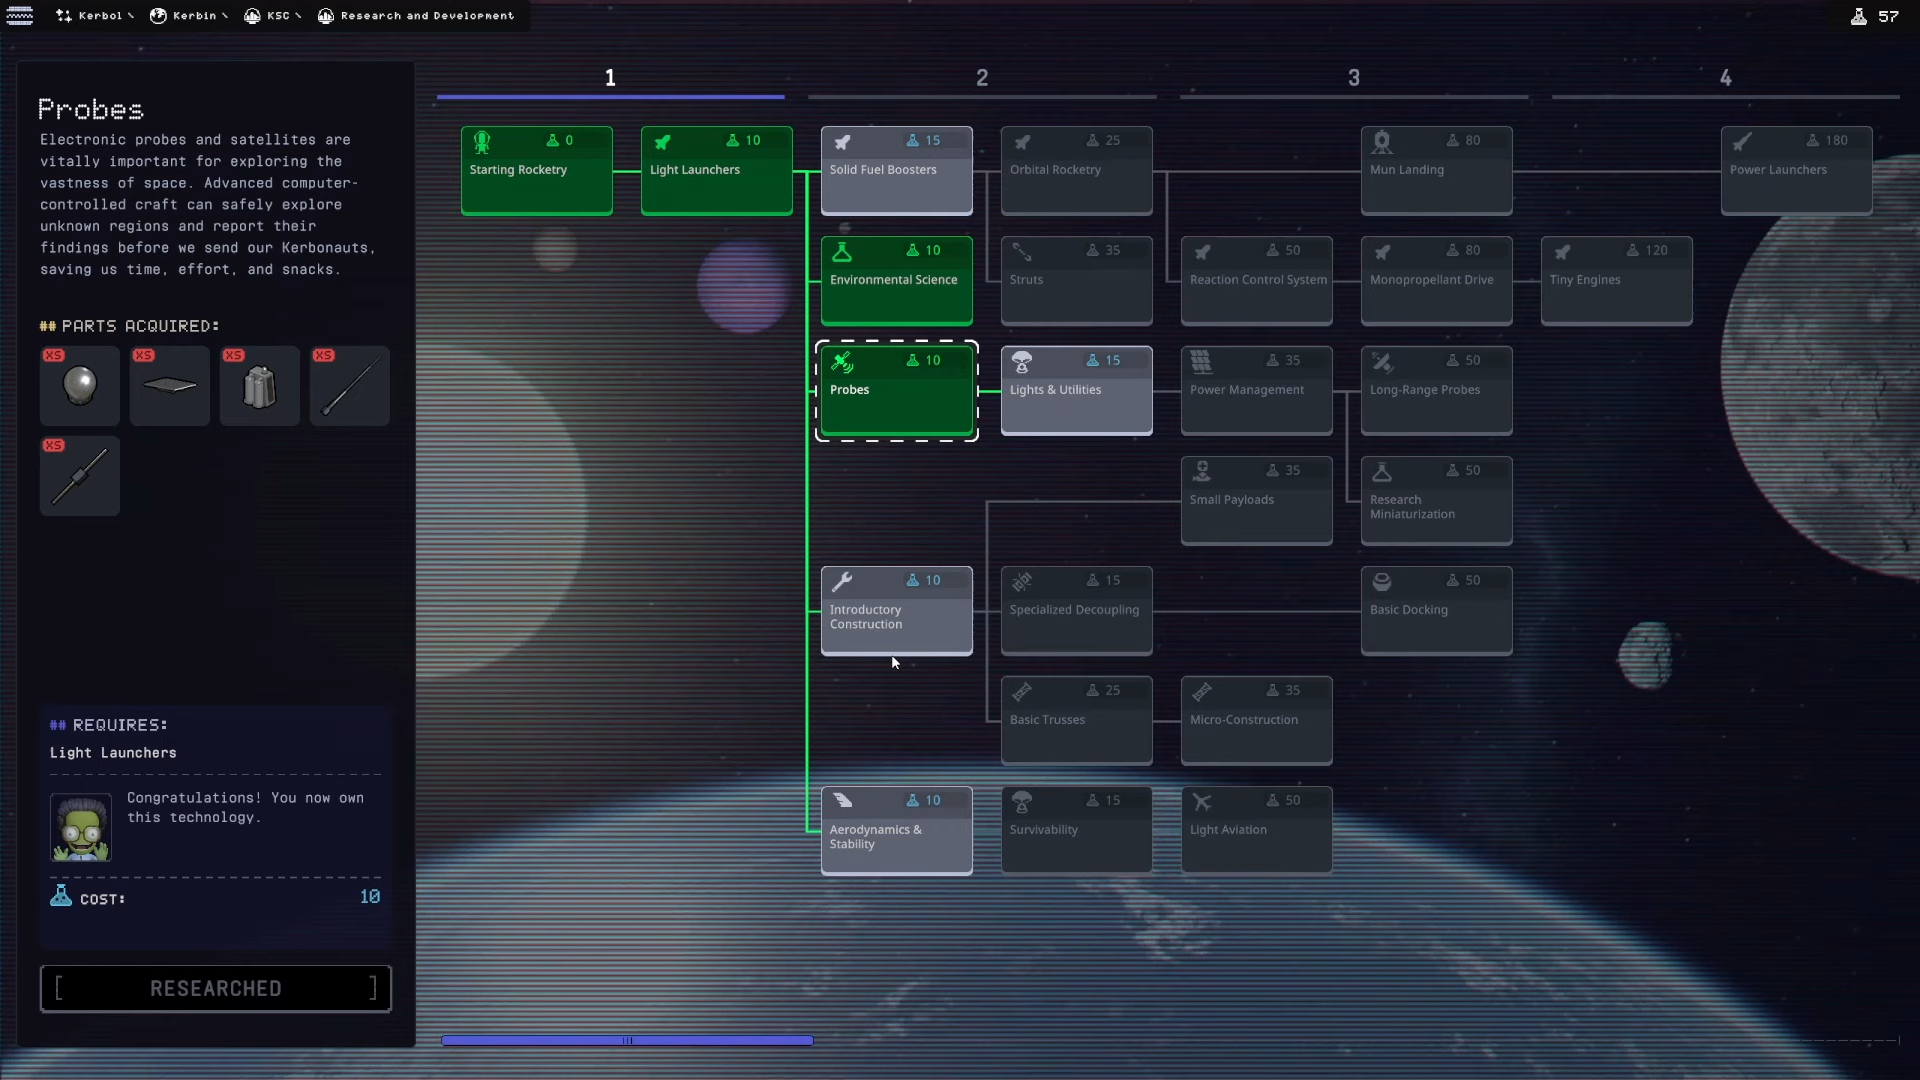 Kerbol
Kerbin
KSC
Research and Development
57
Probes
Electronic probes and satellites are
vitally important for exploring the
vastness of space. Advanced computer-
controlled craft can safely explore
unknown regions and report their
findings before we send our Kerbonauts,
saving us time, effort, and snacks.
## PARTS ACQUIRED:
XS
XS
XS
XS
XS
## REQUIRES:
Light Launchers
Congratulations! You now own
this technology.
COST:
10
[ RESEARCHED ]
1
2
3
4
0
Starting Rocketry
10
Light Launchers
15
Solid Fuel Boosters
25
Orbital Rocketry
80
Mun Landing
180
Power Launchers
10
Environmental Science
35
Struts
50
Reaction Control System
80
Monopropellant Drive
120
Tiny Engines
10
Probes
15
Lights & Utilities
35
Power Management
50
Long-Range Probes
35
Small Payloads
50
Research
Miniaturization
10
Introductory
Construction
15
Specialized Decoupling
50
Basic Docking
25
Basic Trusses
35
Micro-Construction
10
Aerodynamics &
Stability
15
Survivability
50
Light Aviation